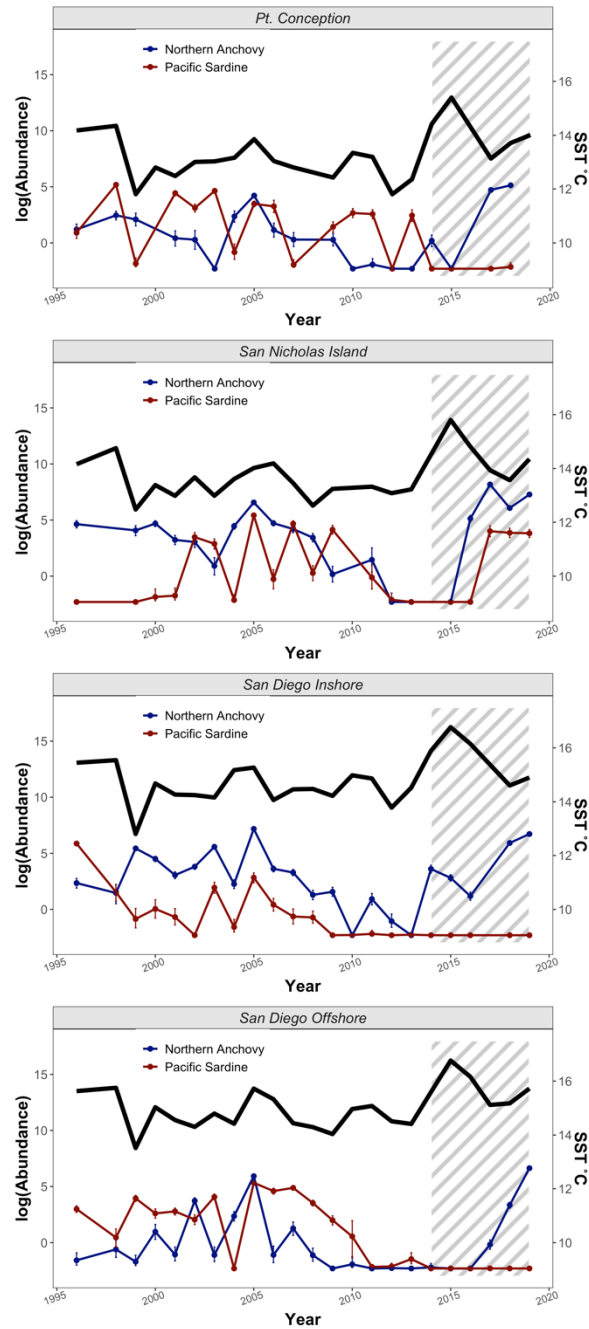 Pt. Conception
Northern Anchovy
Pacific Sardine
log(Abundance)
15
10
5
0
16
14
12
10
SST °C
1995
2000
2005
2010
2015
2020
Year
San Nicholas Island
Northern Anchovy
Pacific Sardine
log(Abundance)
15
10
5
0
16
14
12
10
SST °C
1995
2000
2005
2010
2015
2020
Year
San Diego Inshore
Northern Anchovy
Pacific Sardine
log(Abundance)
15
10
5
0
16
14
12
10
SST °C
1995
2000
2005
2010
2015
2020
Year
San Diego Offshore
Northern Anchovy
Pacific Sardine
log(Abundance)
15
10
5
0
16
14
12
10
SST °C
1995
2000
2005
2010
2015
2020
Year